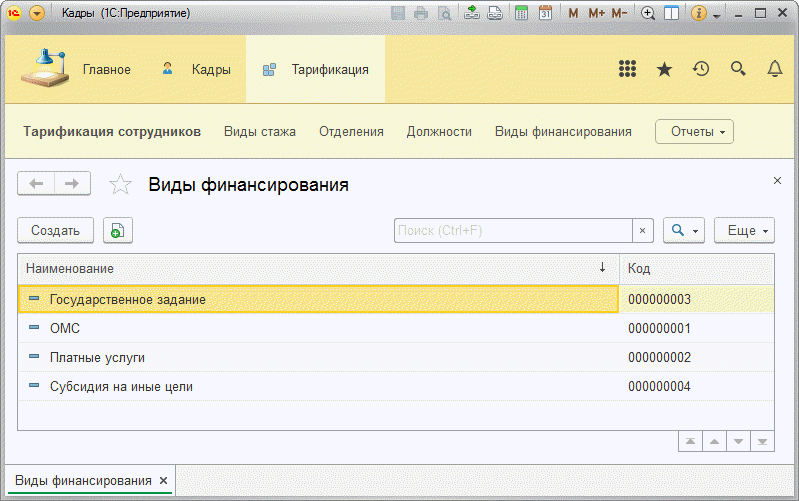 Кадры (1С:Предприятие)
M M+ M-
Главное Кадры Тарификация
Тарификация сотрудников Виды стажа Отделения Должности Виды финансирования Отчеты
Виды финансирования
Создать Поиск (Ctrl+F) Еще
Наименование Код
Государственное задание 000000003
ОМС 000000001
Платные услуги 000000002
Субсидия на иные цели 000000004
Виды финансирования